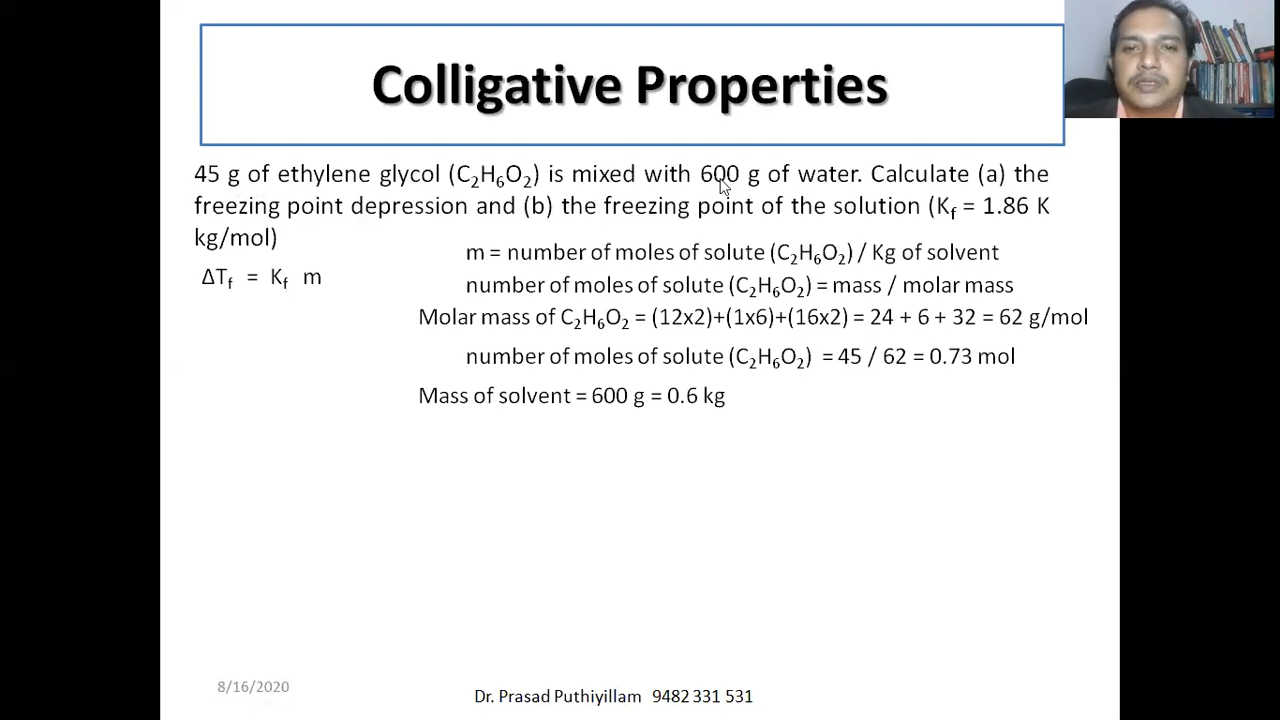 Colligative Properties
45 g of ethylene glycol (C₂H₆O₂) is mixed with 600 g of water. Calculate (a) the
freezing point depression and (b) the freezing point of the solution (Kf = 1.86 K
kg/mol)
m = number of moles of solute (C₂H₆O₂) / Kg of solvent
ΔTf = Kf m
number of moles of solute (C₂H₆O₂) = mass / molar mass
Molar mass of C₂H₆O₂ = (12x2)+(1x6)+(16x2) = 24 + 6 + 32 = 62 g/mol
number of moles of solute (C₂H₆O₂) = 45 / 62 = 0.73 mol
Mass of solvent = 600 g = 0.6 kg
8/16/2020
Dr. Prasad Puthiyillam 9482 331 531